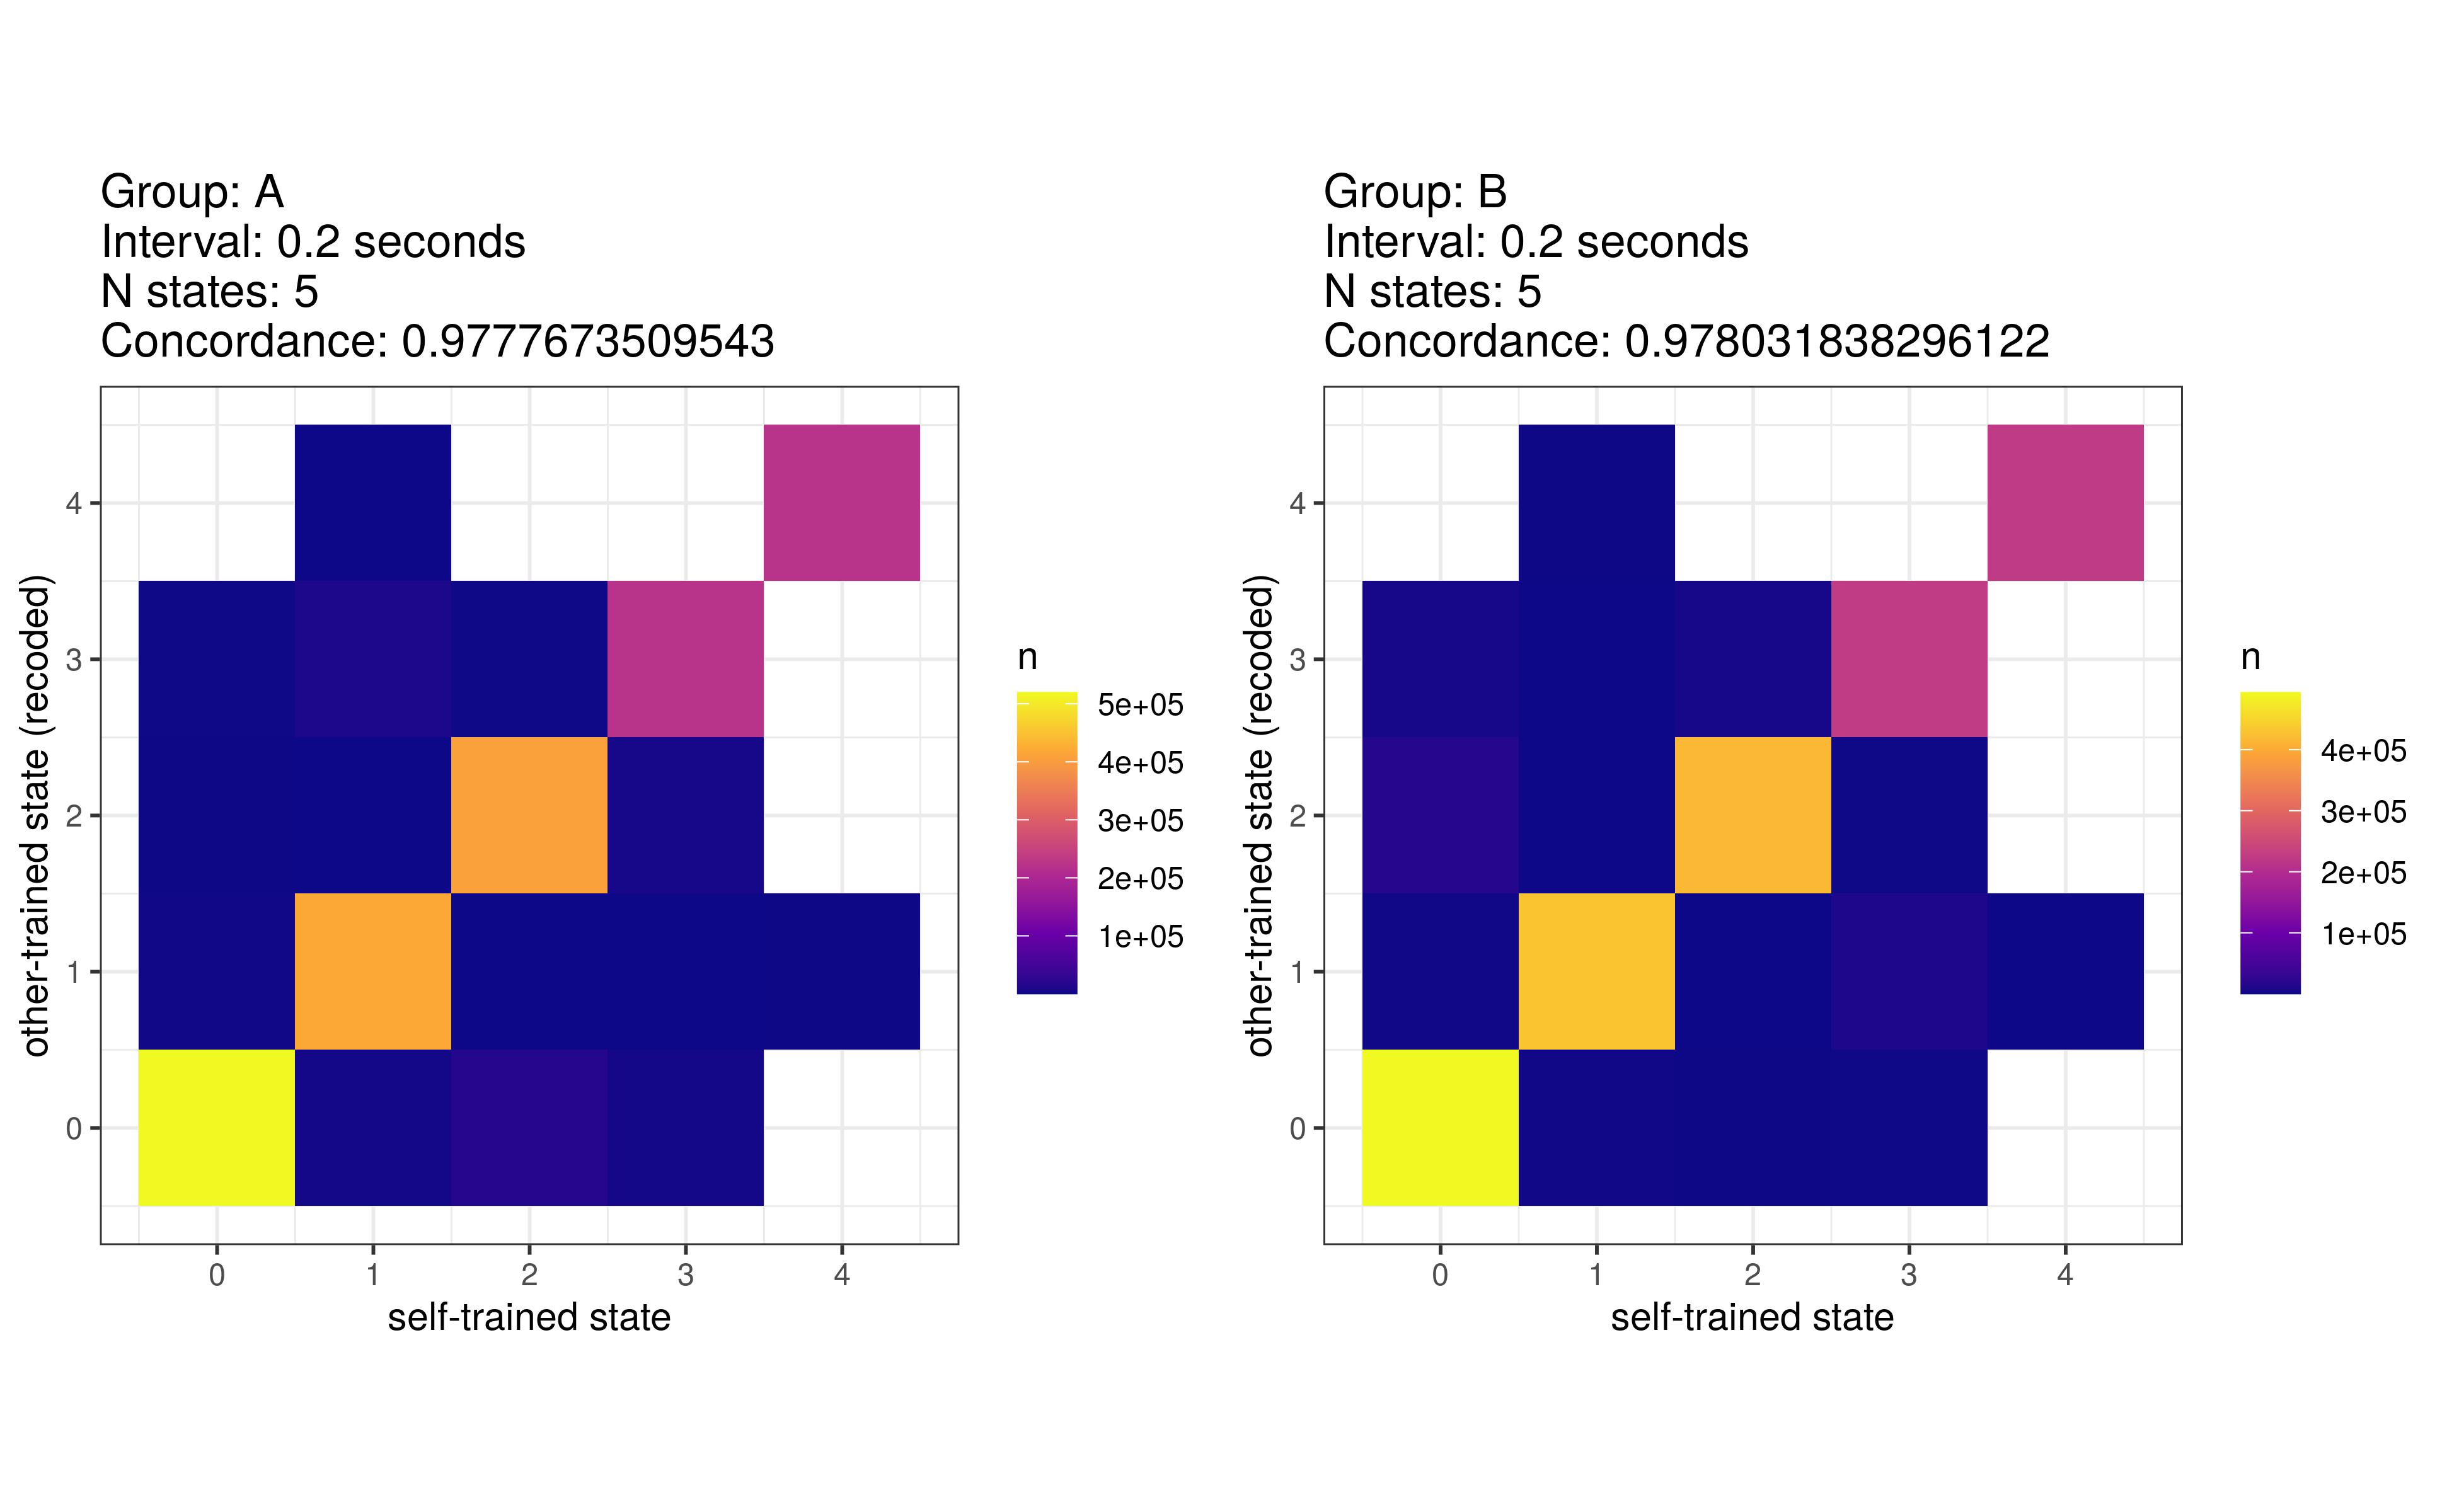 Group: A
Interval: 0.2 seconds
N states: 5
Concordance: 0.9777673509543
other-trained state (recoded)
4
3
2
1
0
0 1 2 3 4
self-trained state
n
5e+05
4e+05
3e+05
2e+05
1e+05
Group: B
Interval: 0.2 seconds
N states: 5
Concordance: 0.978031838296122
other-trained state (recoded)
4
3
2
1
0
0 1 2 3 4
self-trained state
n
4e+05
3e+05
2e+05
1e+05